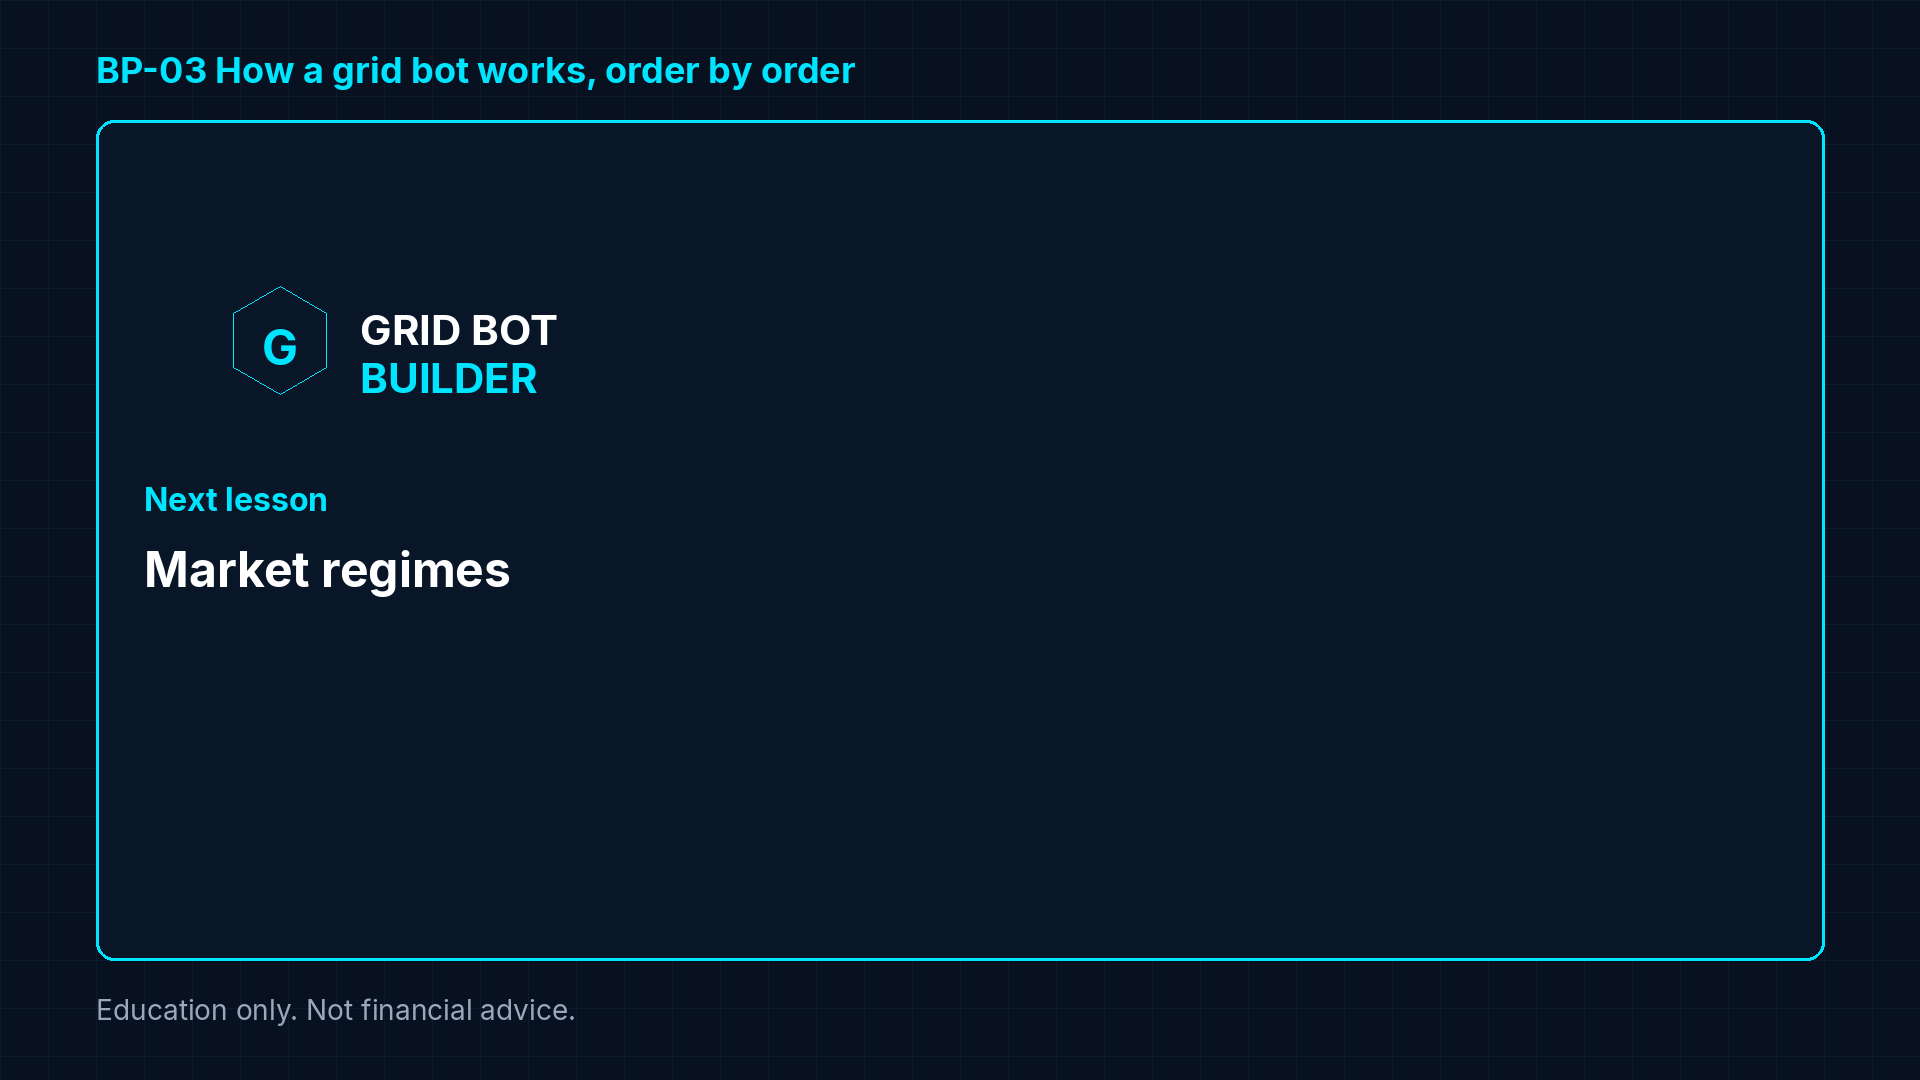 BP-03 How a grid bot works, order by order
G
GRID BOT
BUILDER
Next lesson
Market regimes
Education only. Not financial advice.